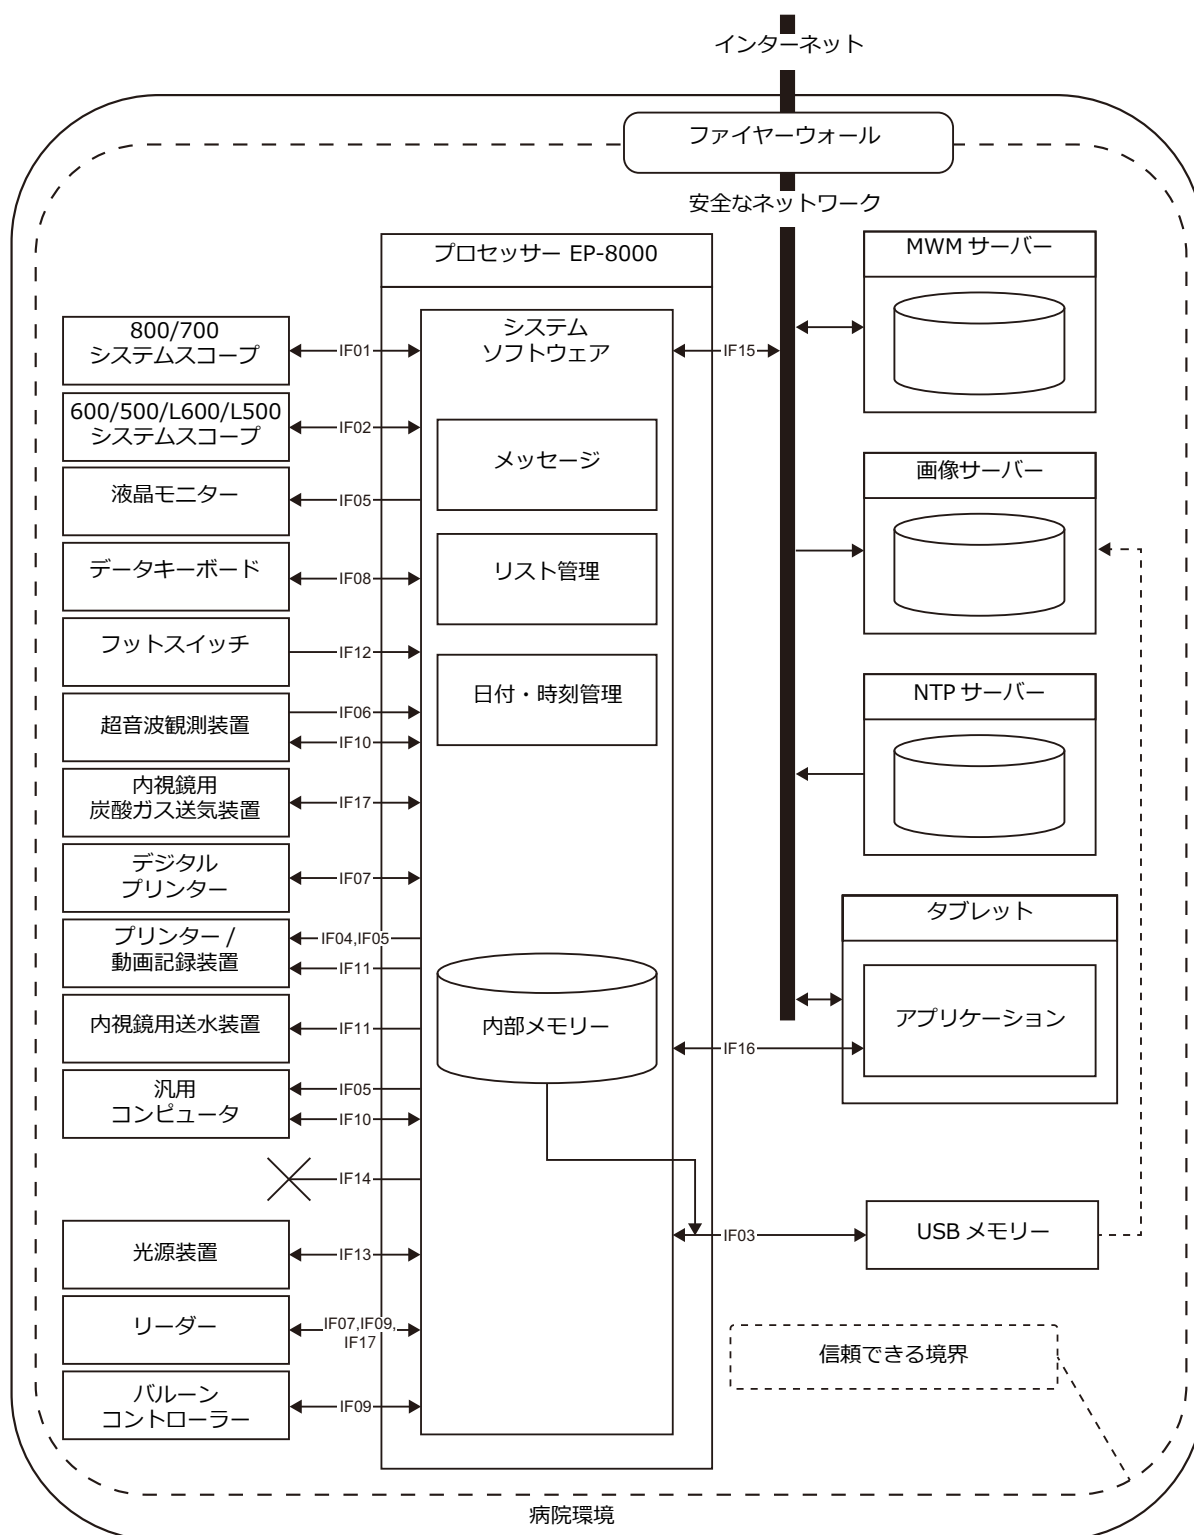 インターネット
ファイヤーウォール
安全なネットワーク
プロセッサー EP-8000
システム
ソフトウェア
メッセージ
リスト管理
日付・時刻管理
内部メモリー
800/700
システムスコープ
IF01
600/500/L600/L500
システムスコープ
IF02
液晶モニター
IF05
データキーボード
IF08
フットスイッチ
IF12
超音波観測装置
IF06
IF10
内視鏡用
炭酸ガス送気装置
IF17
デジタル
プリンター
IF07
プリンター /
動画記録装置
IF04,IF05
IF11
内視鏡用送水装置
IF11
汎用
コンピュータ
IF05
IF10
IF14
光源装置
IF13
リーダー
IF07,IF09,
IF17
バルーン
コントローラー
IF09
IF15
MWM サーバー
画像サーバー
NTP サーバー
タブレット
アプリケーション
IF16
IF03
USB メモリー
信頼できる境界
病院環境